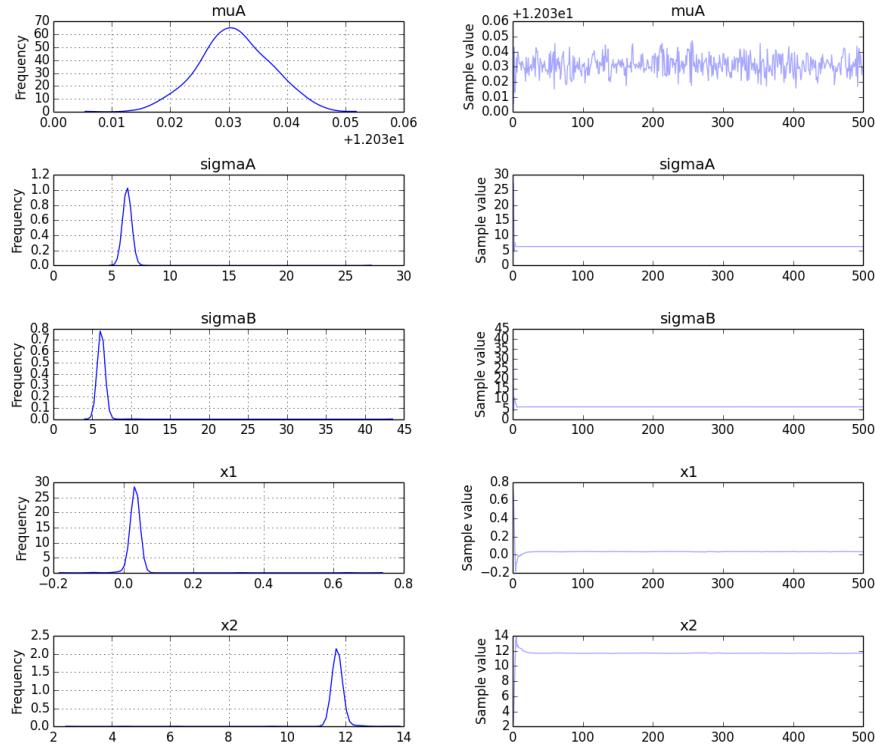 muA
Frequency
70
60
50
40
30
20
10
0
0.00 0.01 0.02 0.03 0.04 0.05 0.06
+1.203e1
+1.203e1
muA
Sample value
0.06
0.05
0.04
0.03
0.02
0.01
0.00
0 100 200 300 400 500
sigmaA
Frequency
1.2
1.0
0.8
0.6
0.4
0.2
0.0
0 5 10 15 20 25 30
sigmaA
Sample value
30
25
20
15
10
5
0
0 100 200 300 400 500
sigmaB
Frequency
0.8
0.7
0.6
0.5
0.4
0.3
0.2
0.1
0.0
0 5 10 15 20 25 30 35 40 45
sigmaB
Sample value
45
40
35
30
25
20
15
10
5
0
0 100 200 300 400 500
x1
Frequency
30
25
20
15
10
5
0
−0.2 0.0 0.2 0.4 0.6 0.8
x1
Sample value
0.8
0.6
0.4
0.2
0.0
−0.2
0 100 200 300 400 500
x2
Frequency
2.5
2.0
1.5
1.0
0.5
0.0
2 4 6 8 10 12 14
x2
Sample value
14
12
10
8
6
4
2
0 100 200 300 400 500